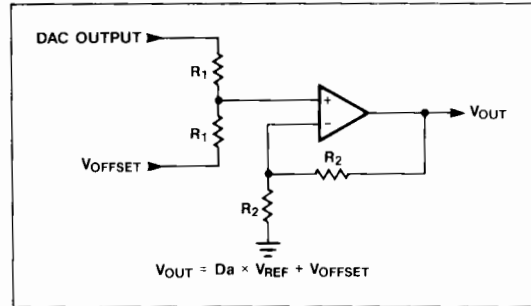 DAC OUTPUT
R1
+
VOUT
R1
−
VOFFSET
R2
R2
VOUT = Da × VREF + VOFFSET